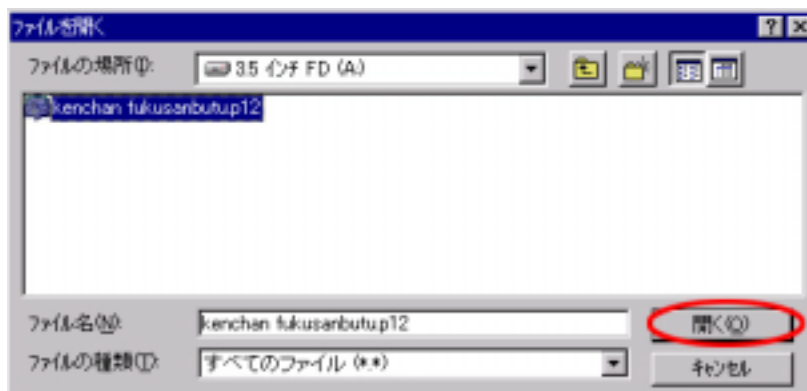 ファイルを開く
ファイルの場所(I): 3.5 インチ FD (A:)
kenchan fukusanbutu.p12
ファイル名(N): kenchan fukusanbutu.p12 開く(O)
ファイルの種類(T): すべてのファイル (*.*) キャンセル